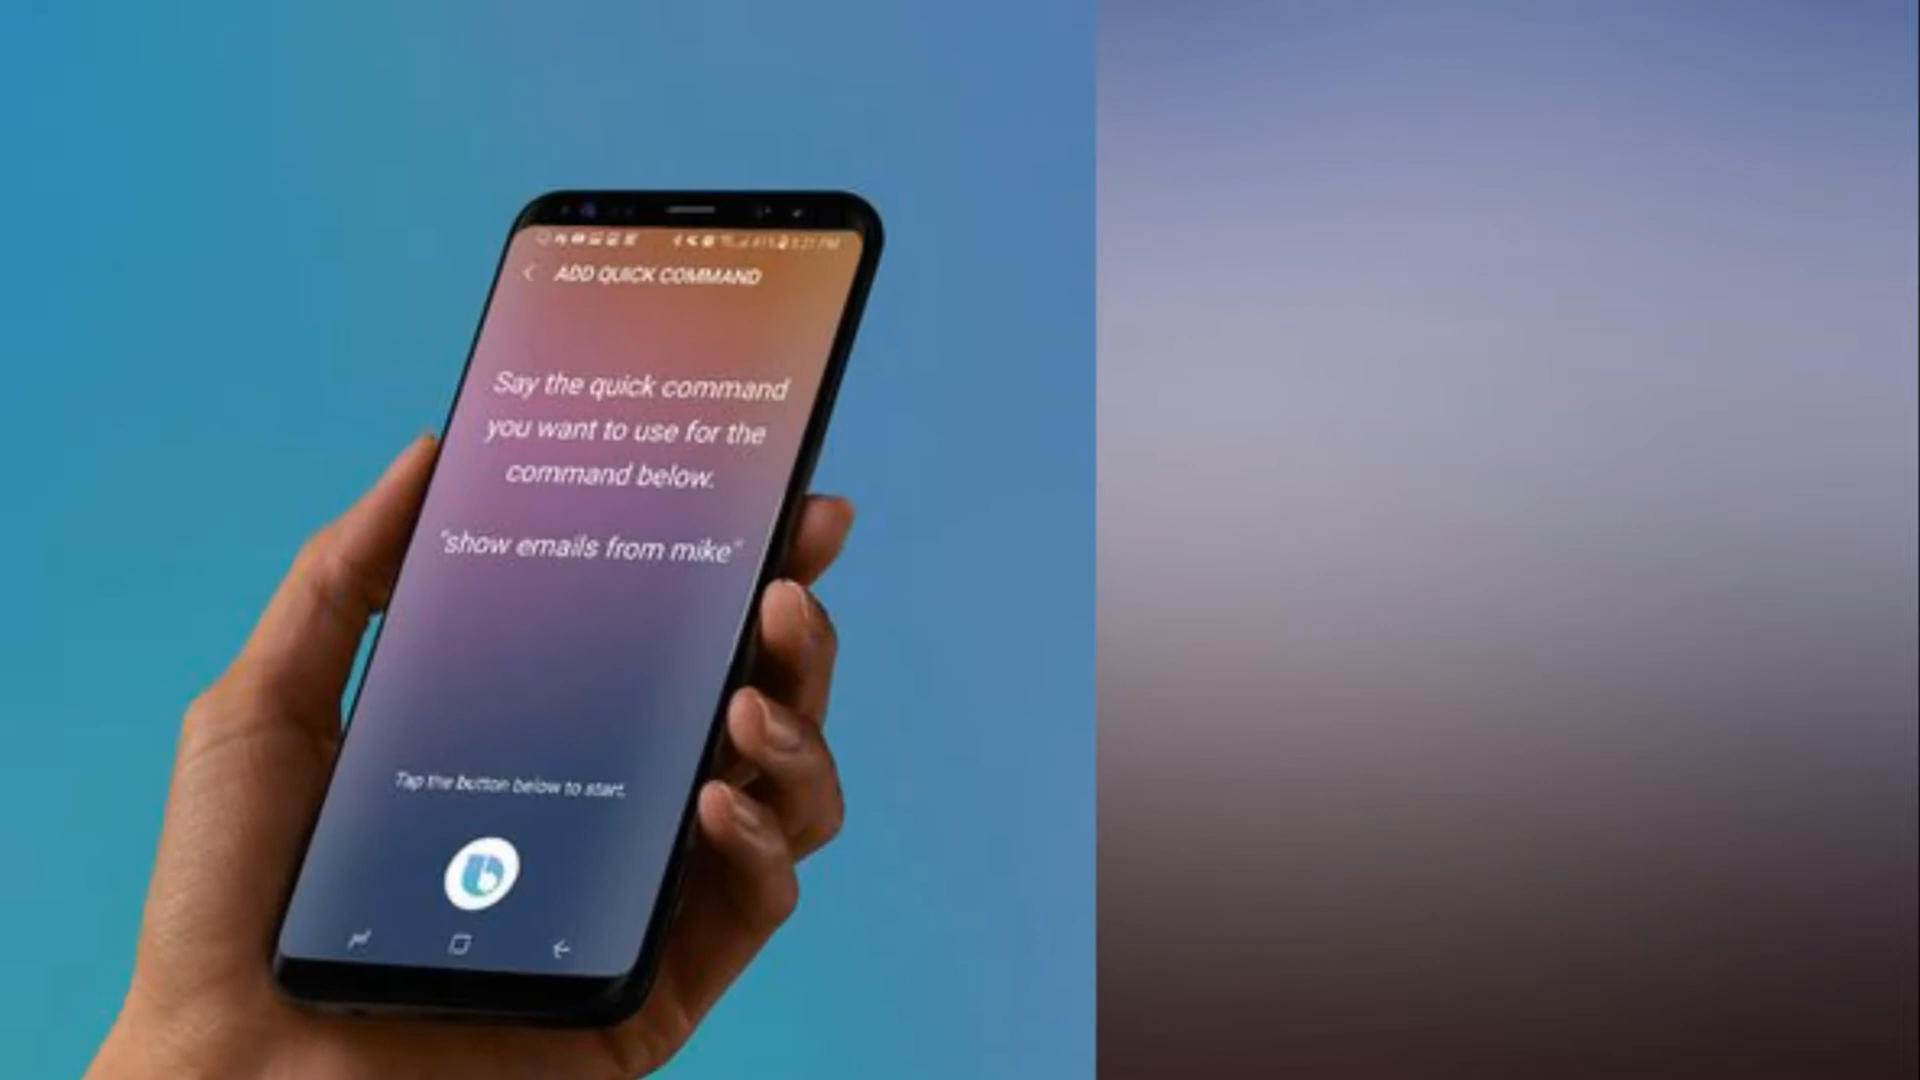 ADD QUICK COMMAND
Say the quick command
you want to use for the
command below.
"show emails from mike"
Tap the button below to start.